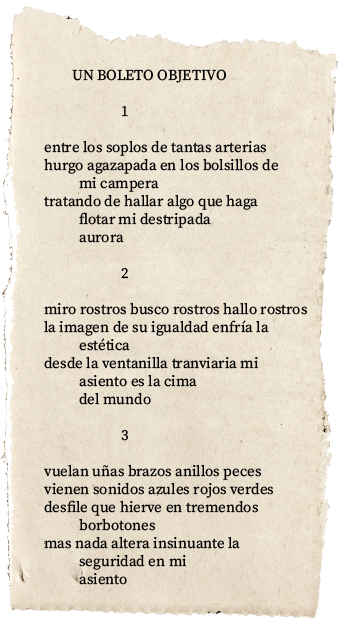 UN BOLETO OBJETIVO
1
entre los soplos de tantas arterias
hurgo agazapada en los bolsillos de
mi campera
tratando de hallar algo que haga
flotar mi destripada
aurora
2
miro rostros busco rostros hallo rostros
la imagen de su igualdad enfría la
estética
desde la ventanilla tranviaria mi
asiento es la cima
del mundo
3
vuelan uñas brazos anillos peces
vienen sonidos azules rojos verdes
desfile que hierve en tremendos
borbotones
mas nada altera insinuante la
seguridad en mi
asiento